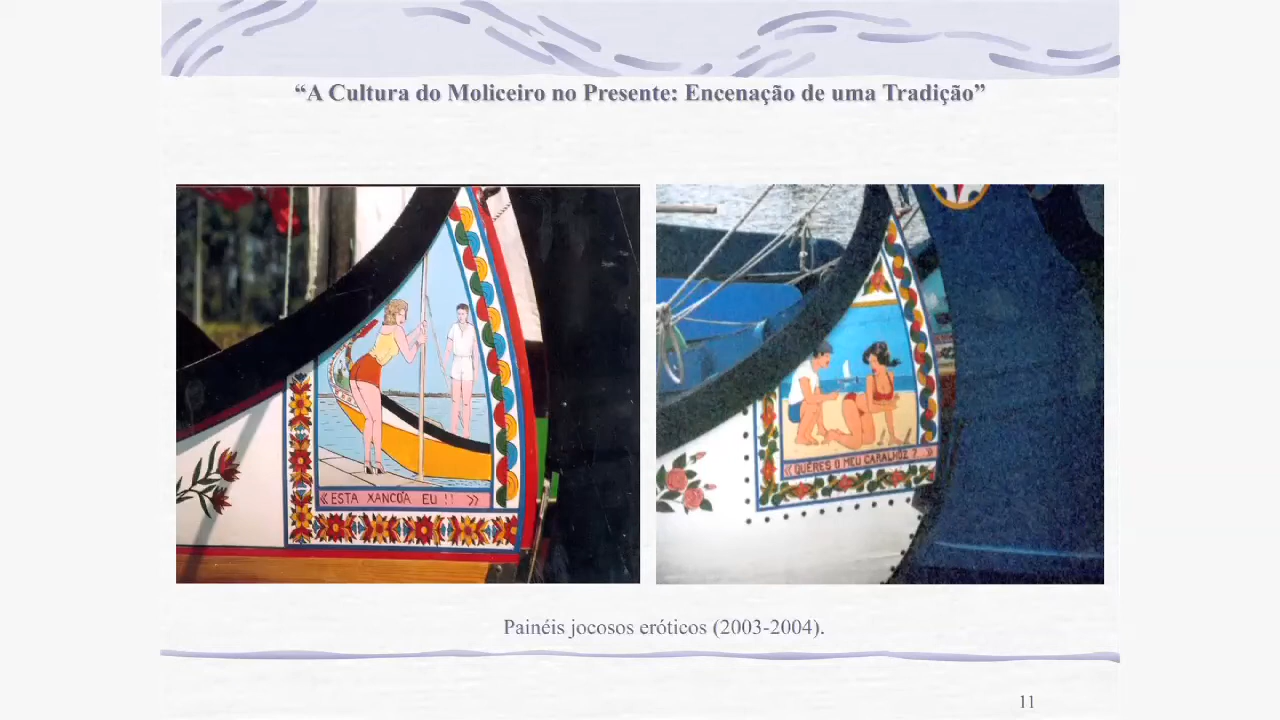 “A Cultura do Moliceiro no Presente: Encenação de uma Tradição”
«ESTA XANCO'A EU !! »
«QUERES O MEU CARALHOZ ? »
Painéis jocosos eróticos (2003-2004).
11